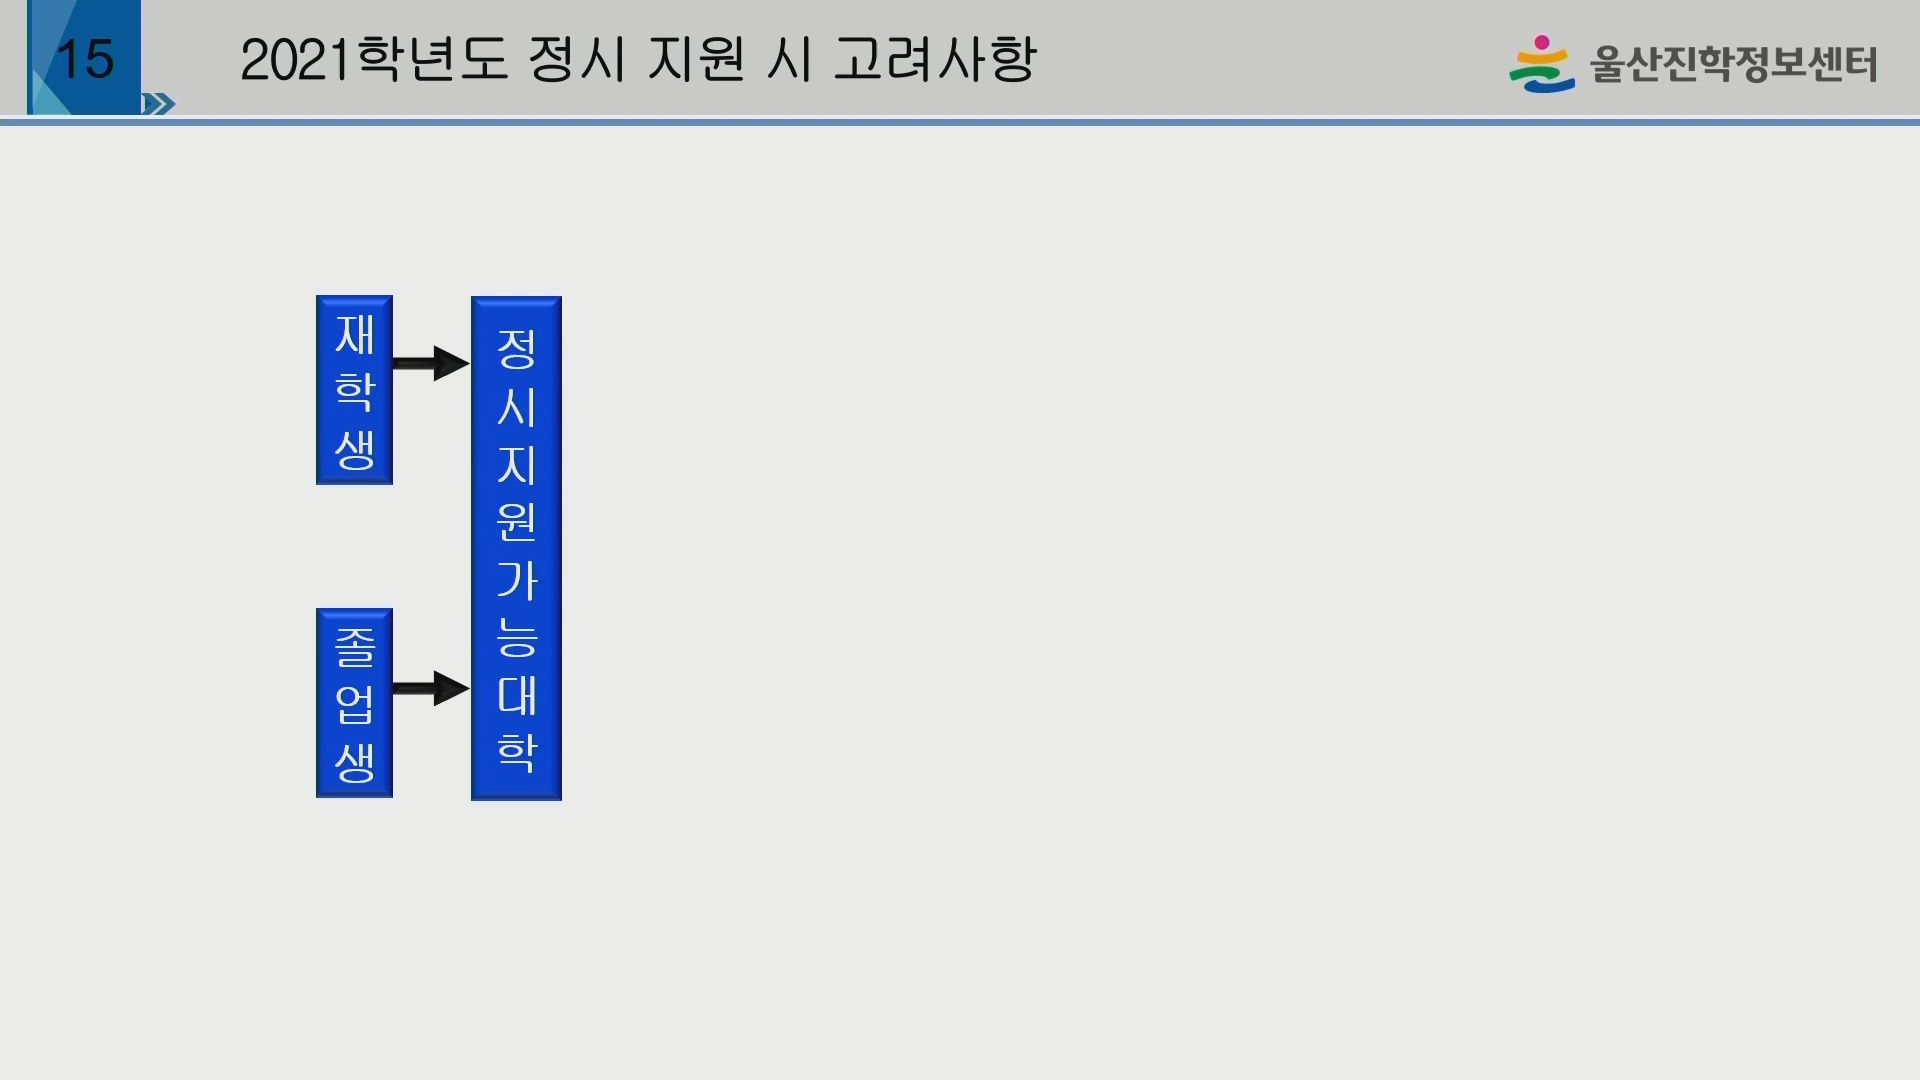 15
2021학년도 정시 지원 시 고려사항
울산진학정보센터
재학생
정시지원가능대학
졸업생